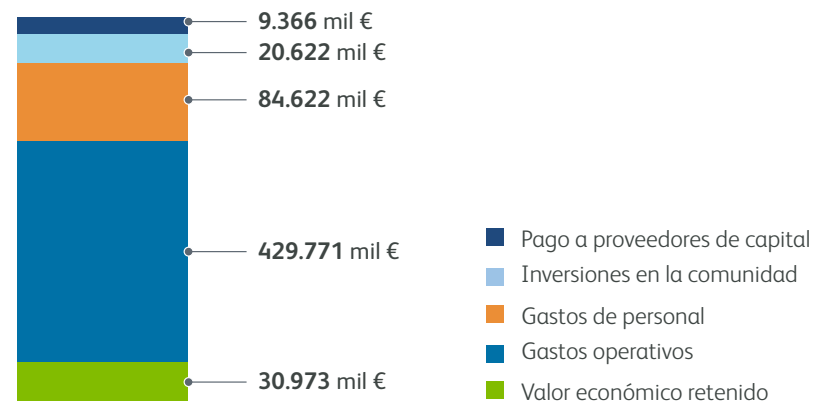 9.366 mil €
20.622 mil €
84.622 mil €
429.771 mil €
30.973 mil €
Pago a proveedores de capital
Inversiones en la comunidad
Gastos de personal
Gastos operativos
Valor económico retenido